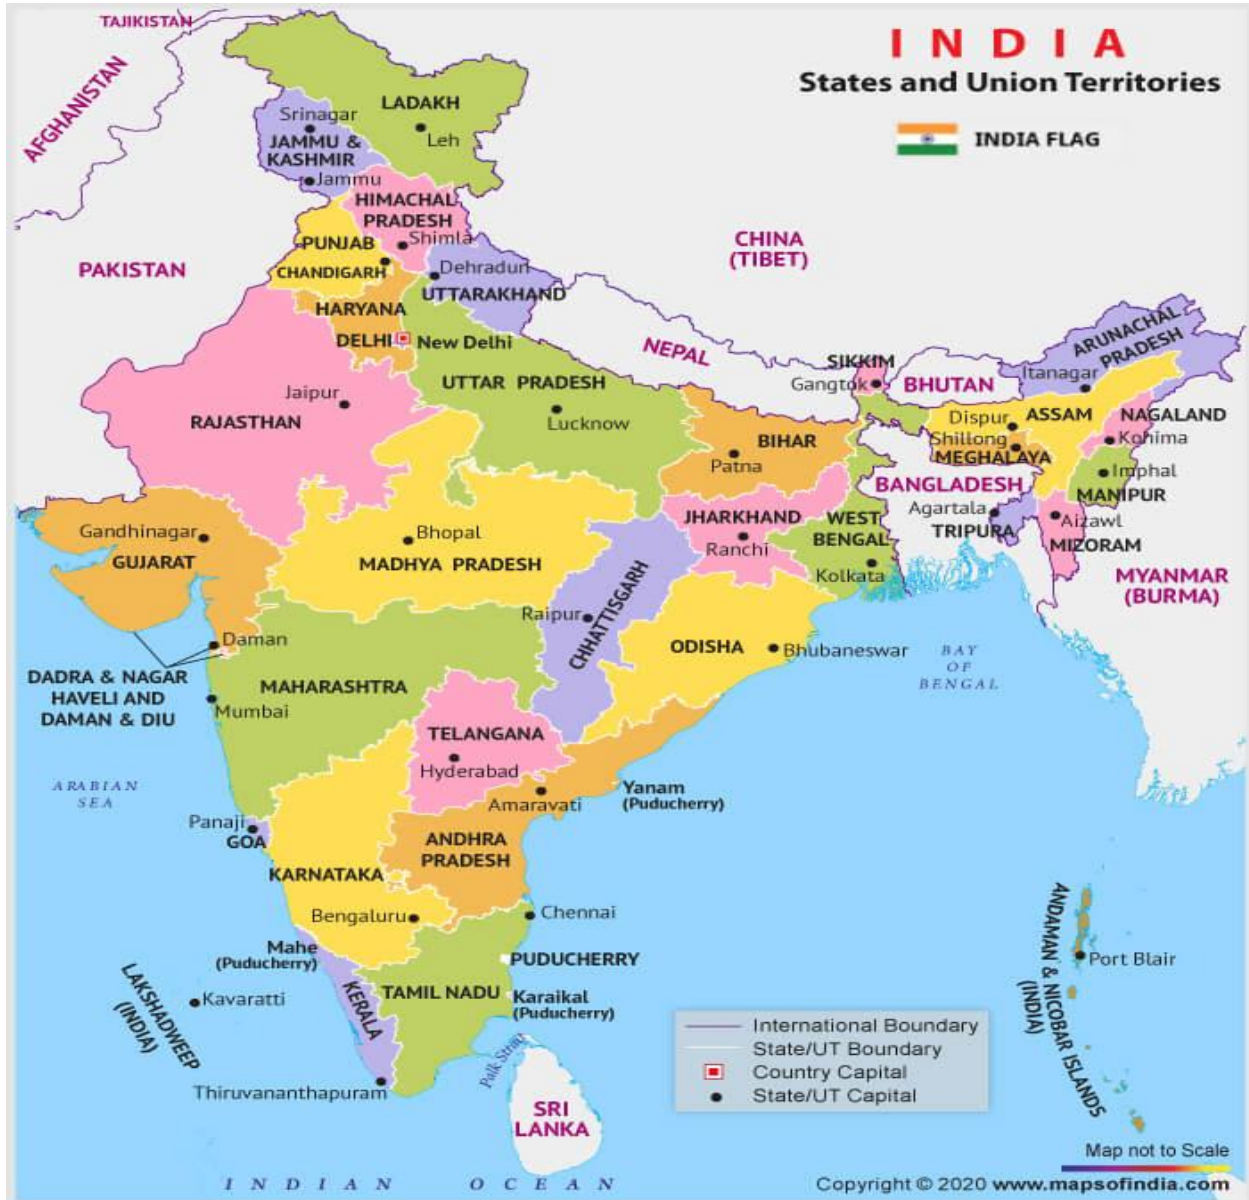 TAJIKISTAN
AFGHANISTAN
INDIA
States and Union Territories
INDIA FLAG
LADAKH
Srinagar
Leh
JAMMU &
KASHMIR
Jammu
HIMACHAL
PRADESH
Shimla
PUNJAB
CHANDIGARH
Dehradun
UTTARAKHAND
PAKISTAN
CHINA
(TIBET)
HARYANA
DELHI
New Delhi
NEPAL
SIKKIM
Gangtok
BHUTAN
ARUNACHAL
PRADESH
Itanagar
UTTAR PRADESH
Lucknow
Jaipur
RAJASTHAN
BIHAR
Patna
Dispur
ASSAM
NAGALAND
Shillong
Kohima
MEGHALAYA
BANGLADESH
Imphal
MANIPUR
Agartala
TRIPURA
Aizawl
MIZORAM
MYANMAR
(BURMA)
Gandhinagar
GUJARAT
Bhopal
MADHYA PRADESH
JHARKHAND
Ranchi
WEST
BENGAL
Kolkata
CHHATTISGARH
Raipur
ODISHA
Bhubaneswar
BAY
OF
BENGAL
Daman
DADRA & NAGAR
HAVELI AND
DAMAN & DIU
MAHARASHTRA
Mumbai
TELANGANA
Hyderabad
ARABIAN
SEA
Amaravati
Yanam
(Puducherry)
Panaji
GOA
ANDHRA
PRADESH
KARNATAKA
Bengaluru
Chennai
Mahe
(Puducherry)
PUDUCHERRY
LAKSHADWEEP
(INDIA)
Kavaratti
KERALA
TAMIL NADU
Karaikal
(Puducherry)
Thiruvananthapuram
Palk Strait
SRI
LANKA
ANDAMAN & NICOBAR ISLANDS
(INDIA)
Port Blair
International Boundary
State/UT Boundary
Country Capital
State/UT Capital
INDIAN OCEAN
Map not to Scale
Copyright © 2020 www.mapsofindia.com